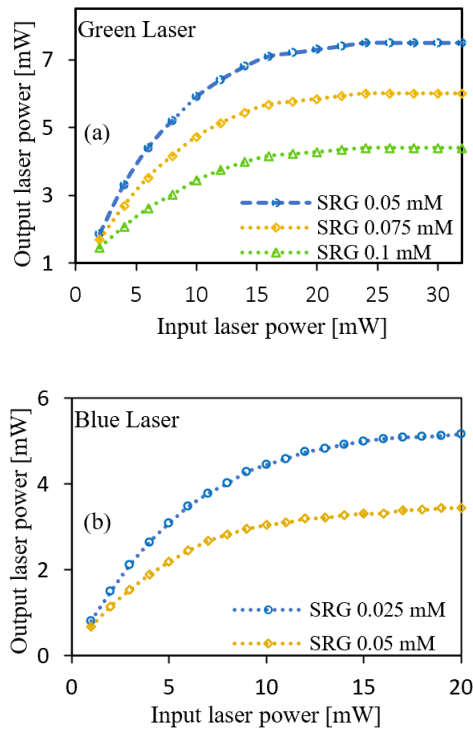 Green Laser
(a)
Output laser power [mW]
7
5
3
1
SRG 0.05 mM
SRG 0.075 mM
SRG 0.1 mM
0 5 10 15 20 25 30
Input laser power [mW]
Blue Laser
(b)
Output laser power [mW]
6
4
2
0
SRG 0.025 mM
SRG 0.05 mM
0 5 10 15 20
Input laser power [mW]